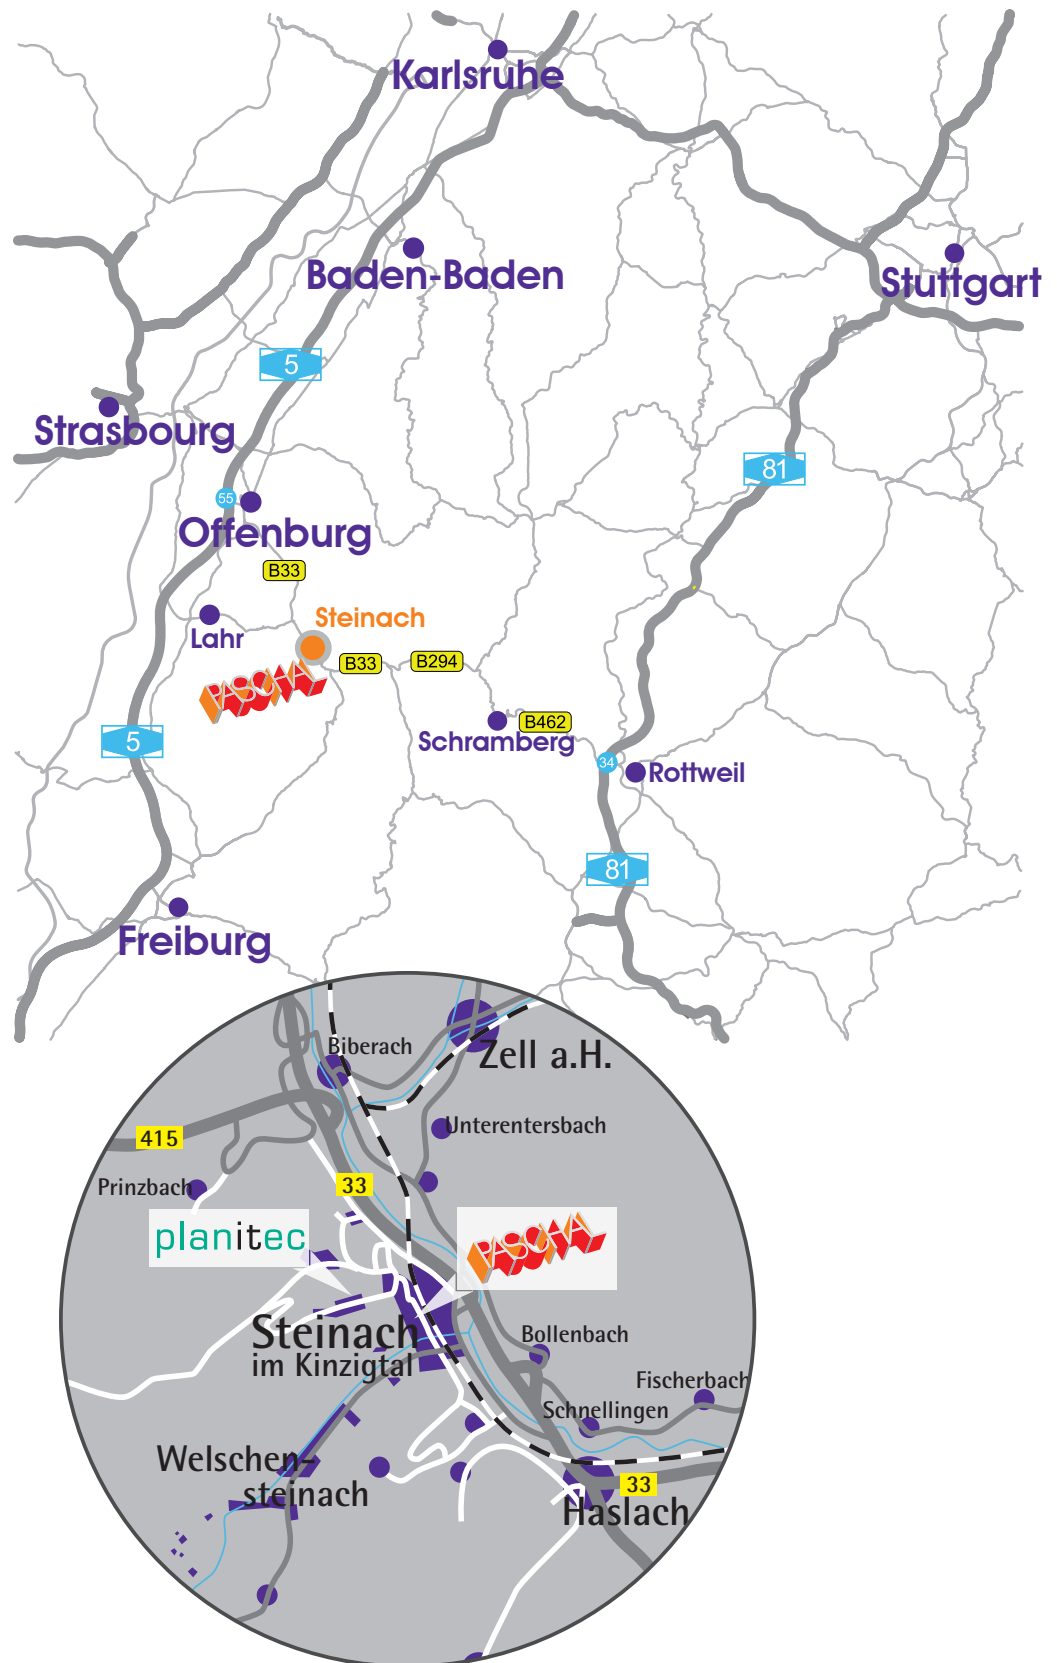 Karlsruhe
Baden-Baden
Stuttgart
5
Strasbourg
81
55
Offenburg
B33
Steinach
Lahr
B33
B294
PASCHAL
B462
Schramberg
5
34
Rottweil
81
Freiburg
Biberach
Zell a.H.
Unterentersbach
415
Prinzbach
33
planitec
PASCHAL
Steinach
im Kinzigtal
Bollenbach
Fischerbach
Schnellingen
Welschen-
steinach
33
Haslach